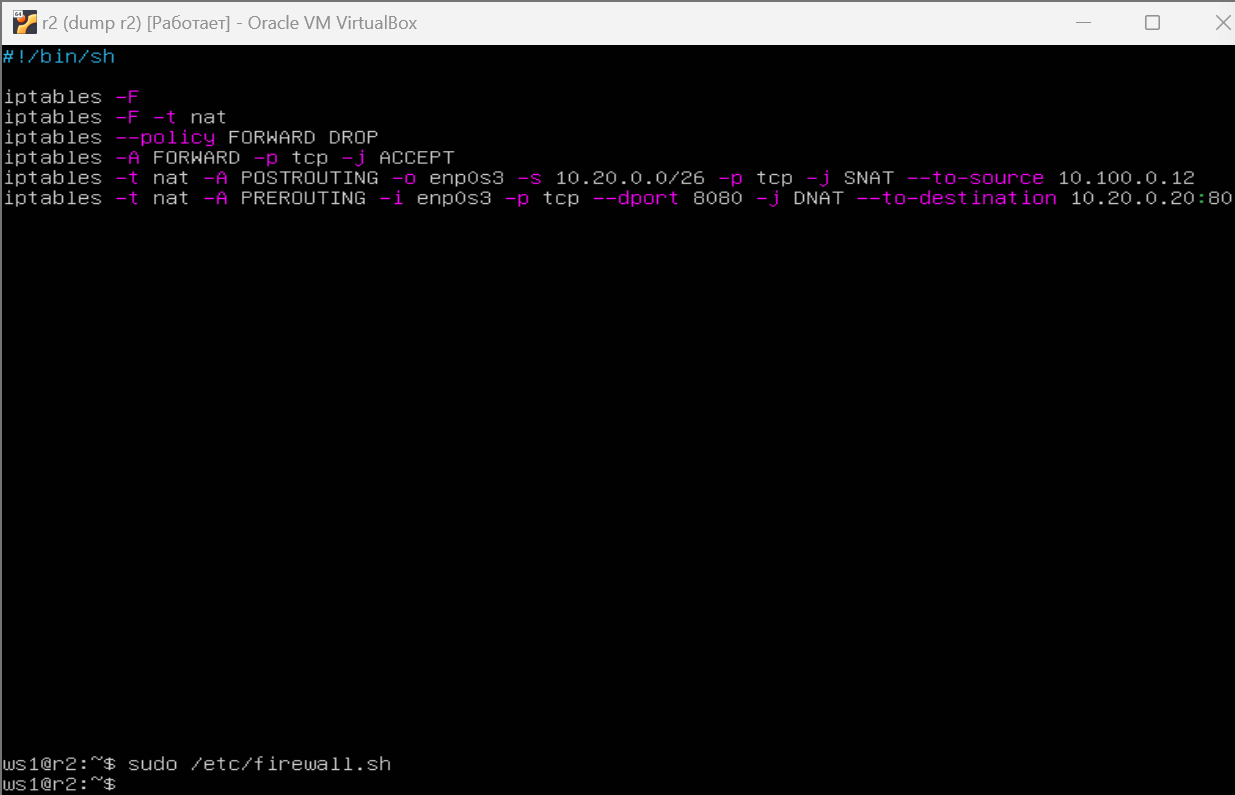 r2 (dump r2) [Работает] - Oracle VM VirtualBox
#!/bin/sh
iptables -F
iptables -F -t nat
iptables --policy FORWARD DROP
iptables -A FORWARD -p tcp -j ACCEPT
iptables -t nat -A POSTROUTING -o enp0s3 -s 10.20.0.0/26 -p tcp -j SNAT --to-source 10.100.0.12
iptables -t nat -A PREROUTING -i enp0s3 -p tcp --dport 8080 -j DNAT --to-destination 10.20.0.20:80
ws1@r2:~$ sudo /etc/firewall.sh
ws1@r2:~$